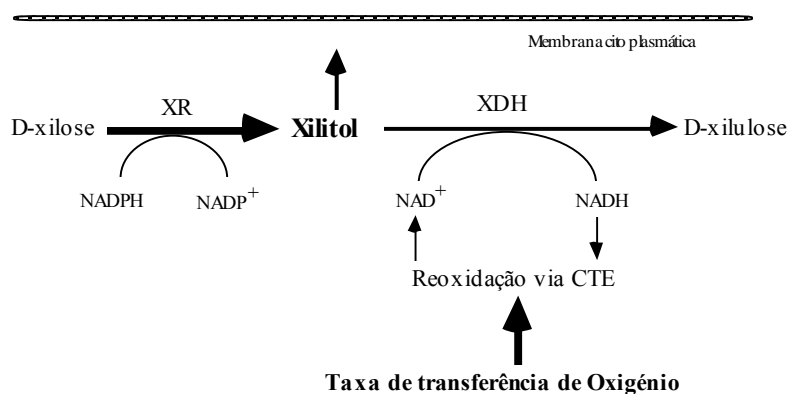 Membrana citoplasmática
XR
XDH
D-xilose
Xilitol
D-xilulose
NADPH
NADP+
NAD+
NADH
Reoxidação via CTE
Taxa de transferência de Oxigénio